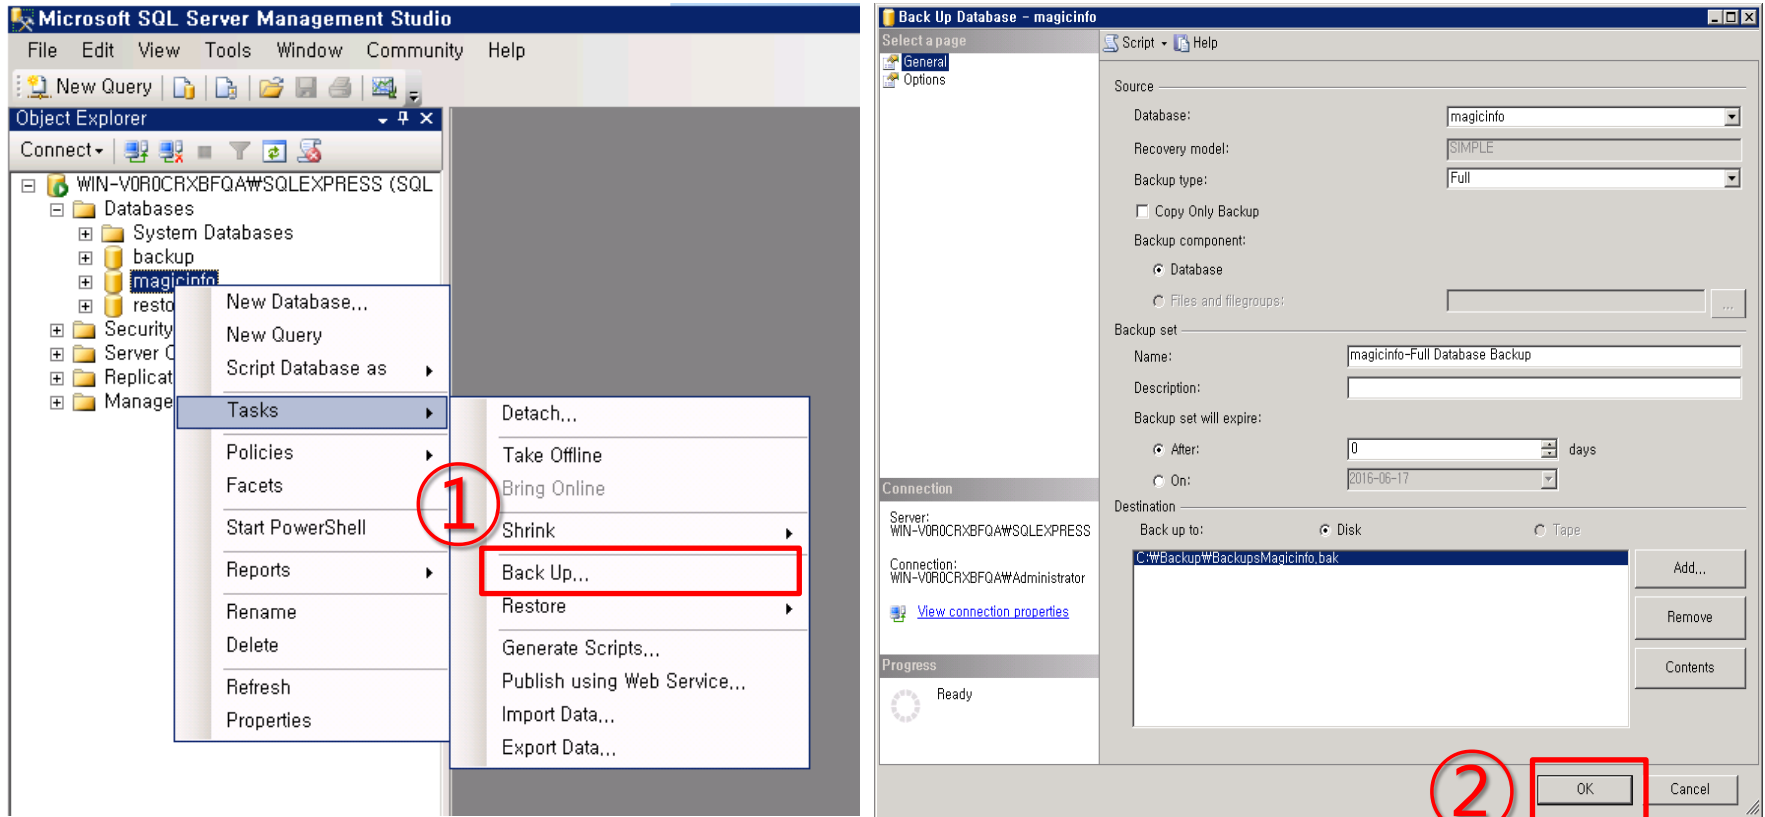 Microsoft SQL Server Management Studio
File Edit View Tools Window Community Help
New Query
Object Explorer
Connect
WIN-V0R0CRXBFQA₩SQLEXPRESS (SQL
Databases
System Databases
backup
magicinfo
resto
Security
Server O
Replicat
Manage
New Database...
New Query
Script Database as
Tasks
Policies
Facets
Start PowerShell
Reports
Rename
Delete
Refresh
Properties
Detach...
Take Offline
Bring Online
Shrink
Back Up...
Restore
Generate Scripts...
Publish using Web Service...
Import Data...
Export Data...
①
Back Up Database - magicinfo
Select a page
General
Options
Script Help
Source
Database: magicinfo
Recovery model: SIMPLE
Backup type: Full
Copy Only Backup
Backup component:
Database
Files and filegroups:
...
Backup set
Name: magicinfo-Full Database Backup
Description:
Backup set will expire:
After: 0 days
On: 2016-06-17
Destination
Back up to: Disk Tape
C:₩Backup₩BackupsMagicinfo.bak
Add...
Remove
Contents
Connection
Server:
WIN-V0R0CRXBFQA₩SQLEXPRESS
Connection:
WIN-V0R0CRXBFQA₩Administrator
View connection properties
Progress
Ready
②
OK Cancel